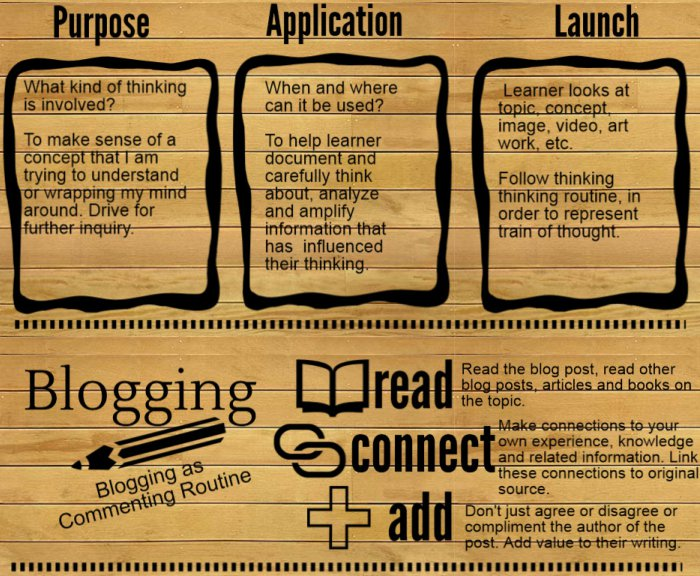 Purpose
What kind of thinking
is involved?
To make sense of a
concept that I am
trying to understand
or wrapping my mind
around. Drive for
further inquiry.
Application
When and where
can it be used?
To help learner
document and
carefully think
about, analyze
and amplify
information that
has influenced
their thinking.
Launch
Learner looks at
topic, concept,
image, video, art
work, etc.
Follow thinking
thinking routine, in
order to represent
train of thought.
Blogging
Blogging as
Commenting Routine
read
Read the blog post, read other
blog posts, articles and books on
the topic.
connect
Make connections to your
own experience, knowledge
and related information. Link
these connections to original
source.
add
Don't just agree or disagree or
compliment the author of the
post. Add value to their writing.